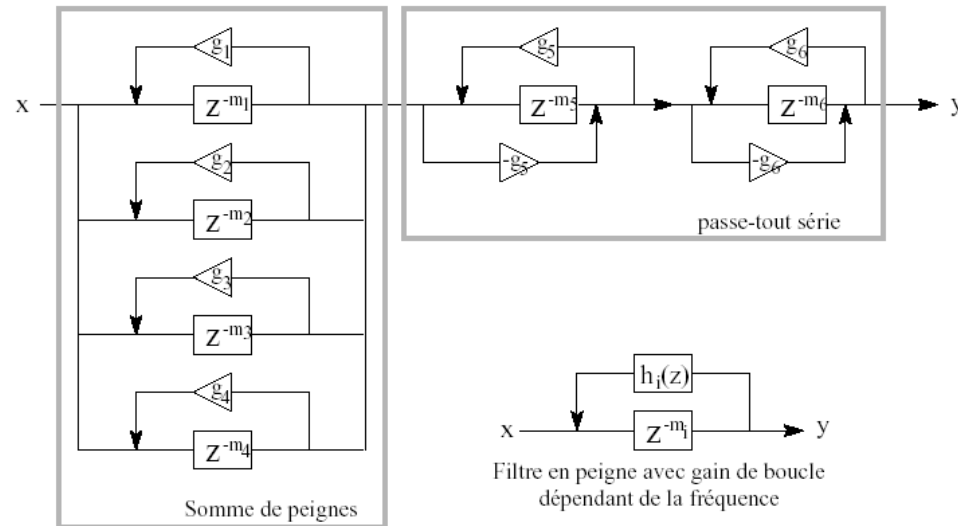 g1
g5
g6
x
z-m1
z-m5
z-m6
y
g2
-g5
-g6
z-m2
passe-tout série
g3
z-m3
hi(z)
g4
x
z-mi
y
z-m4
Filtre en peigne avec gain de boucle
dépendant de la fréquence
Somme de peignes